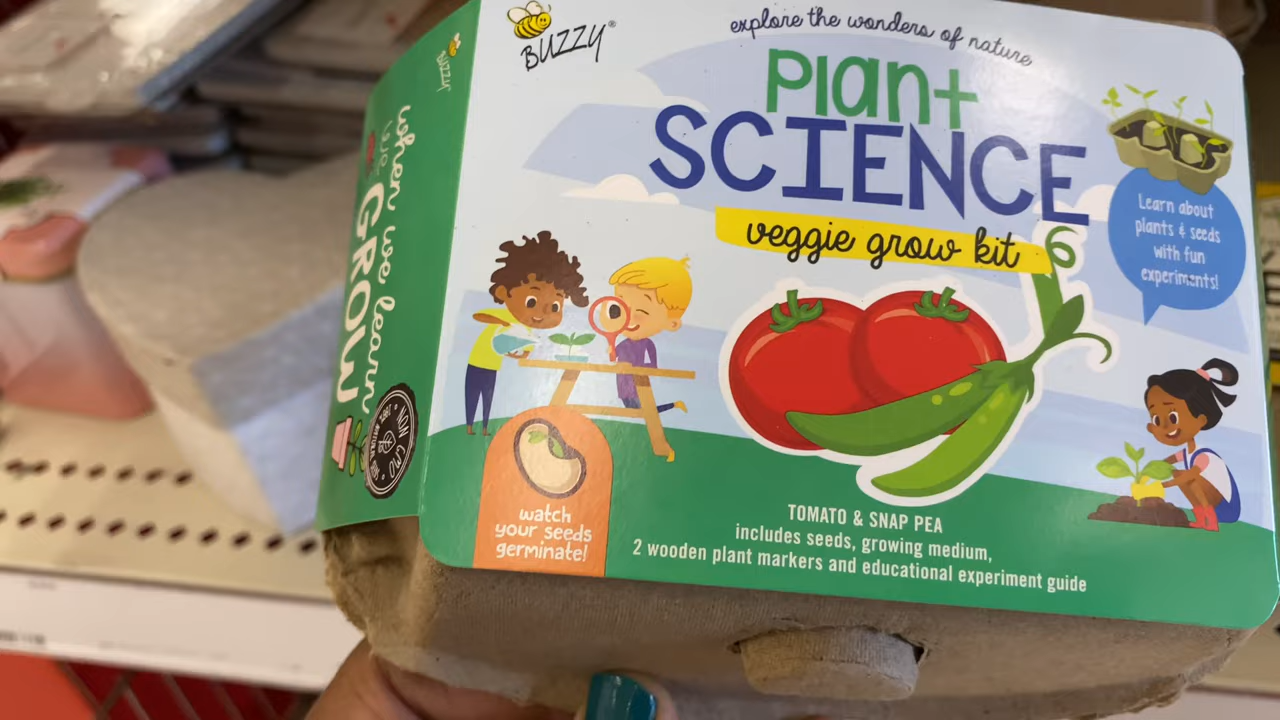 BUZZY®
explore the wonders of nature
plant
SCIENCE
veggie grow kit
Learn about
plants & seeds
with fun
experiments!
watch
your seeds
germinate!
TOMATO & SNAP PEA
includes seeds, growing medium,
2 wooden plant markers and educational experiment guide
BUZZY
when we learn
we
GROW
NON GMO